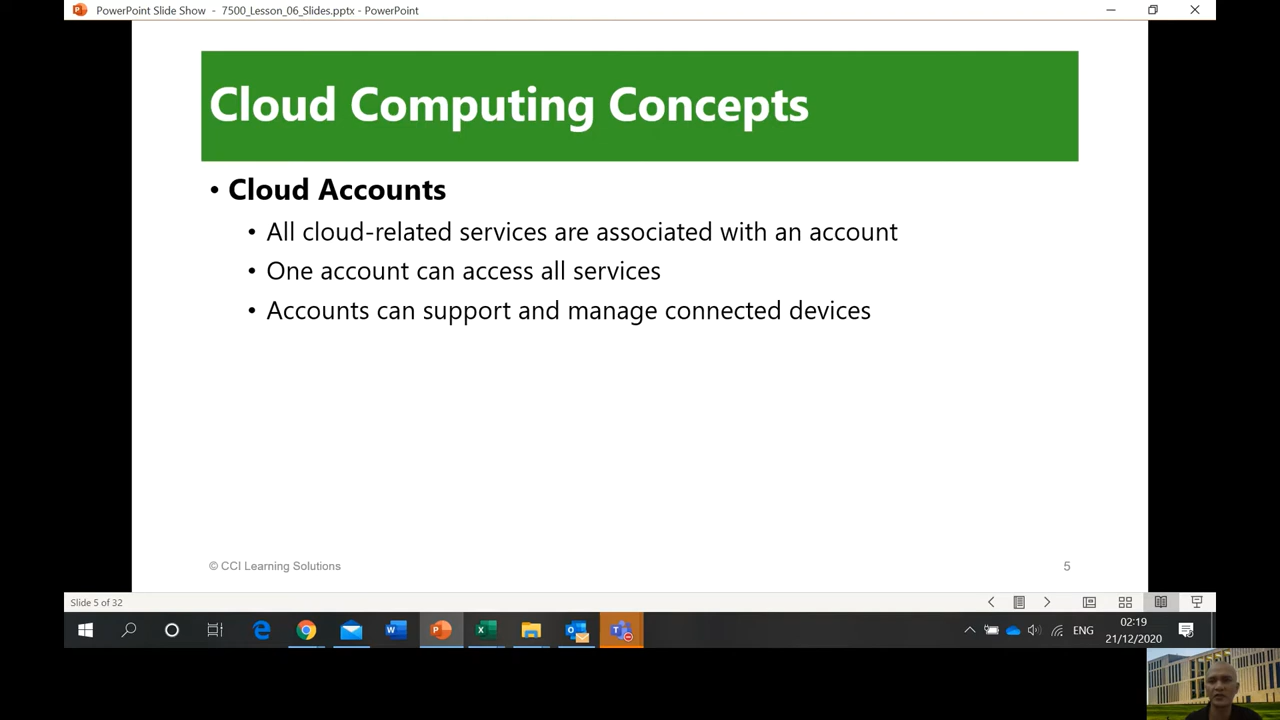 PowerPoint Slide Show - 7500_Lesson_06_Slides.pptx - PowerPoint
Cloud Computing Concepts
• Cloud Accounts
• All cloud-related services are associated with an account
• One account can access all services
• Accounts can support and manage connected devices
© CCI Learning Solutions
5
Slide 5 of 32
ENG
02:19
21/12/2020